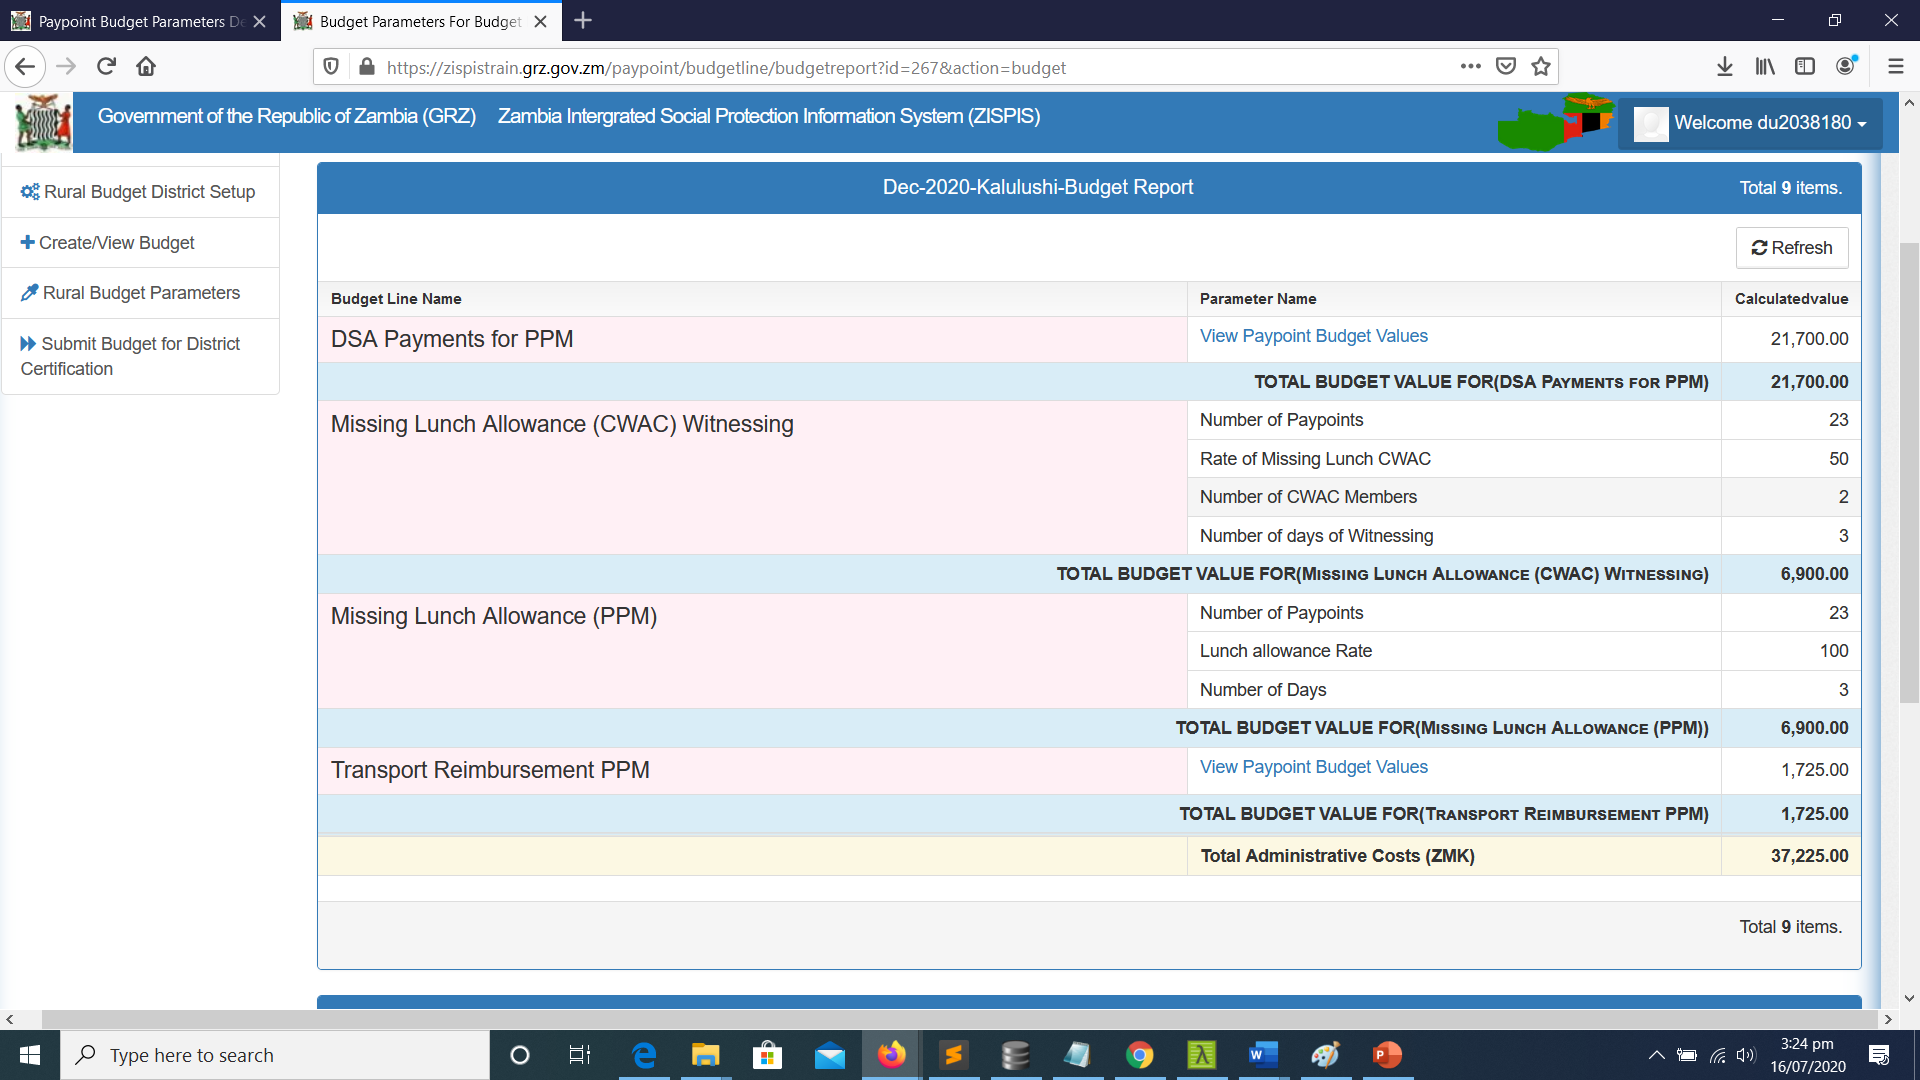 Paypoint Budget Parameters De
Budget Parameters For Budget
https://zispistrain.grz.gov.zm/paypoint/budgetline/budgetreport?id=267&action=budget
Government of the Republic of Zambia (GRZ) Zambia Intergrated Social Protection Information System (ZISPIS)
Welcome du2038180
Rural Budget District Setup
Create/View Budget
Rural Budget Parameters
Submit Budget for District
Certification
Dec-2020-Kalulushi-Budget Report
Total 9 items.
Refresh
Budget Line Name Parameter Name Calculatedvalue
DSA Payments for PPM View Paypoint Budget Values 21,700.00
TOTAL BUDGET VALUE FOR(DSA PAYMENTS FOR PPM) 21,700.00
Missing Lunch Allowance (CWAC) Witnessing Number of Paypoints 23
Rate of Missing Lunch CWAC 50
Number of CWAC Members 2
Number of days of Witnessing 3
TOTAL BUDGET VALUE FOR(MISSING LUNCH ALLOWANCE (CWAC) WITNESSING) 6,900.00
Missing Lunch Allowance (PPM) Number of Paypoints 23
Lunch allowance Rate 100
Number of Days 3
TOTAL BUDGET VALUE FOR(MISSING LUNCH ALLOWANCE (PPM)) 6,900.00
Transport Reimbursement PPM View Paypoint Budget Values 1,725.00
TOTAL BUDGET VALUE FOR(TRANSPORT REIMBURSEMENT PPM) 1,725.00
Total Administrative Costs (ZMK) 37,225.00
Total 9 items.
Type here to search
3:24 pm
16/07/2020